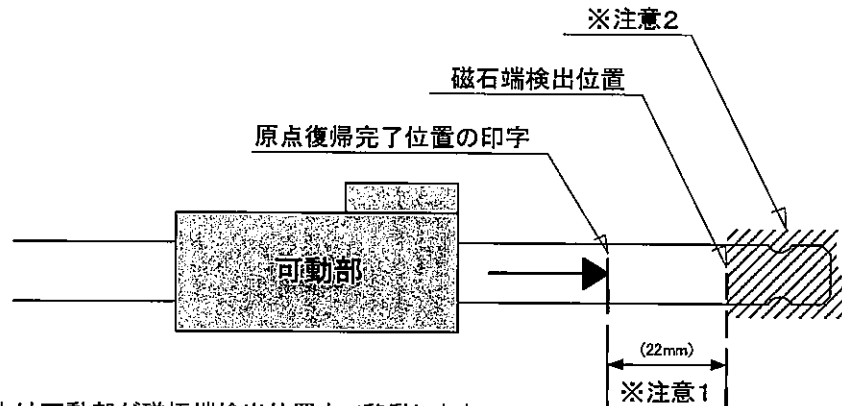 ※注意2
磁石端検出位置
原点復帰完了位置の印字
可動部
(22mm)
※注意1